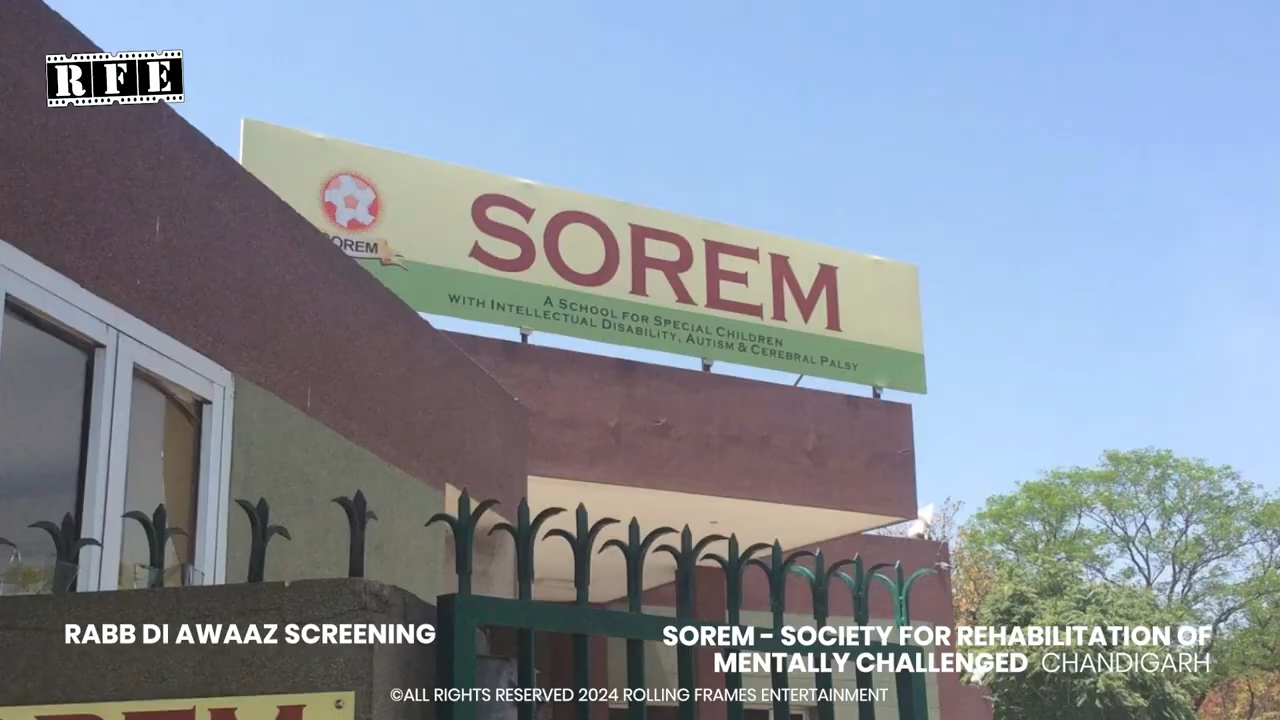 RFE
SOREM
SOREM
A SCHOOL FOR SPECIAL CHILDREN
WITH INTELLECTUAL DISABILITY, AUTISM & CEREBRAL PALSY
RABB DI AWAAZ SCREENING
SOREM - SOCIETY FOR REHABILITATION OF
MENTALLY CHALLENGED CHANDIGARH
©ALL RIGHTS RESERVED 2024 ROLLING FRAMES ENTERTAINMENT